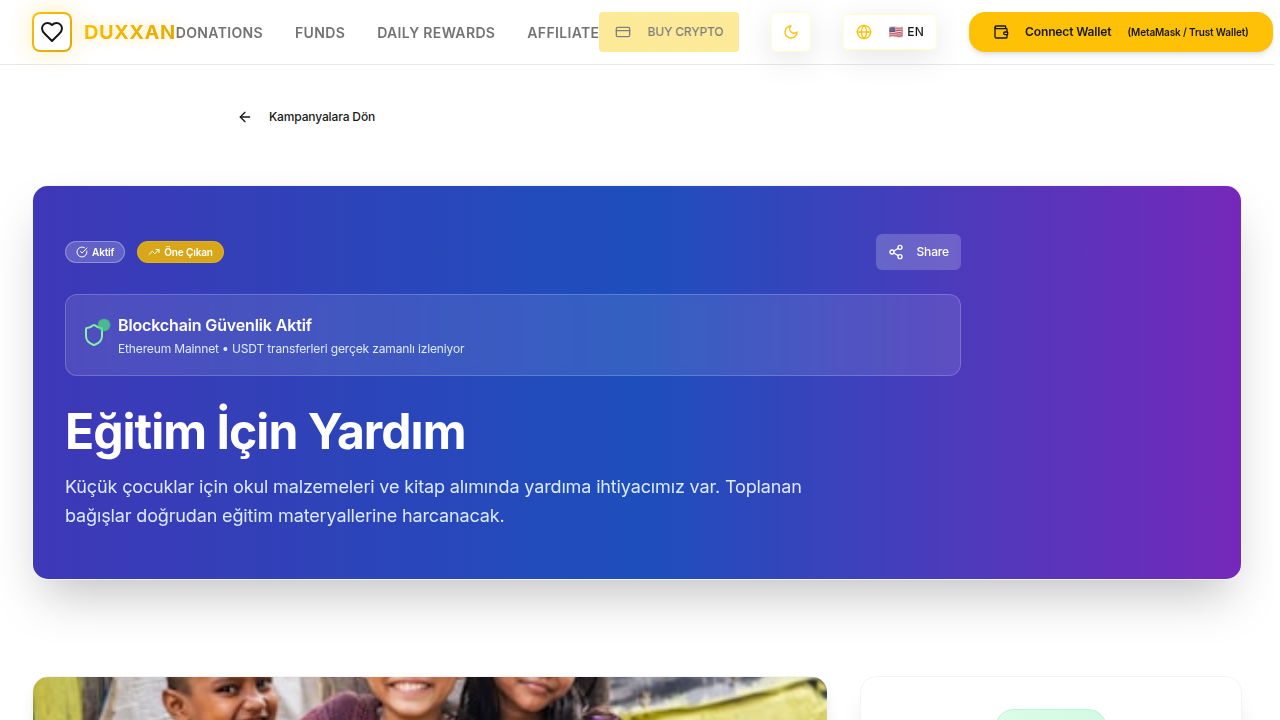 DUXXAN
DONATIONS
FUNDS
DAILY REWARDS
AFFILIATE
BUY CRYPTO
🇺🇸 EN
Connect Wallet (MetaMask / Trust Wallet)
Kampanyalara Dön
Aktif
Öne Çıkan
Share
Blockchain Güvenlik Aktif
Ethereum Mainnet • USDT transferleri gerçek zamanlı izleniyor
Eğitim İçin Yardım
Küçük çocuklar için okul malzemeleri ve kitap alımında yardıma ihtiyacımız var. Toplanan
bağışlar doğrudan eğitim materyallerine harcanacak.